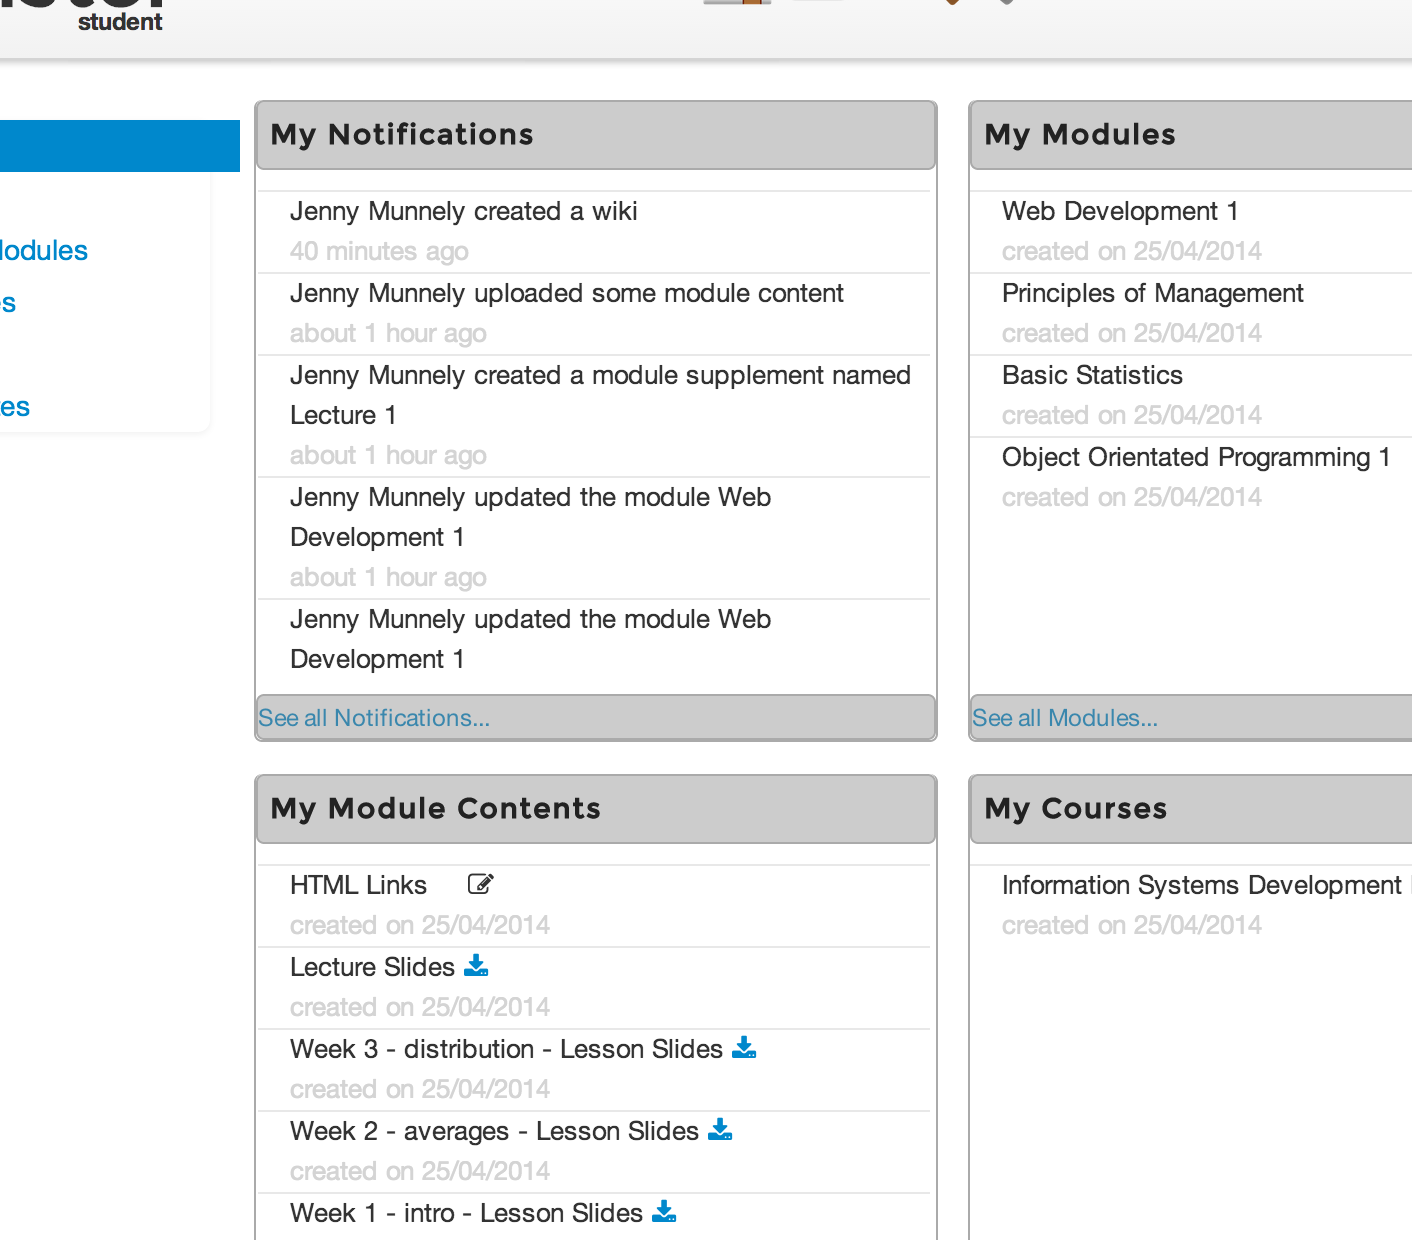 student
My Notifications
Jenny Munnely created a wiki
40 minutes ago
Jenny Munnely uploaded some module content
about 1 hour ago
Jenny Munnely created a module supplement named
Lecture 1
about 1 hour ago
Jenny Munnely updated the module Web
Development 1
about 1 hour ago
Jenny Munnely updated the module Web
Development 1
See all Notifications...
My Modules
Web Development 1
created on 25/04/2014
Principles of Management
created on 25/04/2014
Basic Statistics
created on 25/04/2014
Object Orientated Programming 1
created on 25/04/2014
See all Modules...
My Module Contents
HTML Links
created on 25/04/2014
Lecture Slides
created on 25/04/2014
Week 3 - distribution - Lesson Slides
created on 25/04/2014
Week 2 - averages - Lesson Slides
created on 25/04/2014
Week 1 - intro - Lesson Slides
My Courses
Information Systems Development
created on 25/04/2014